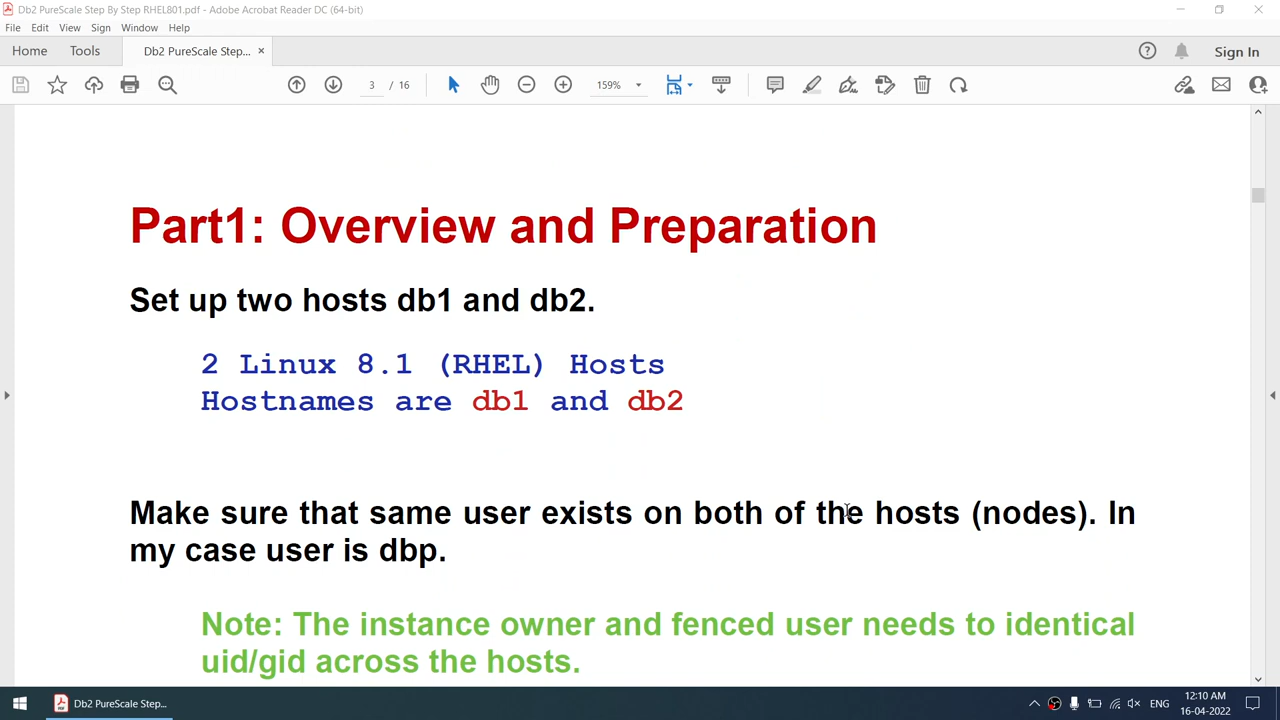 Db2 PureScale Step By Step RHEL801.pdf - Adobe Acrobat Reader DC (64-bit)
File Edit View Sign Window Help
Home Tools Db2 PureScale Step... × Sign In
3 / 16 159%
Part1: Overview and Preparation
Set up two hosts db1 and db2.
2 Linux 8.1 (RHEL) Hosts
Hostnames are db1 and db2
Make sure that same user exists on both of the hosts (nodes). In
my case user is dbp.
Note: The instance owner and fenced user needs to identical
uid/gid across the hosts.
Db2 PureScale Step... ENG 12:10 AM
16-04-2022